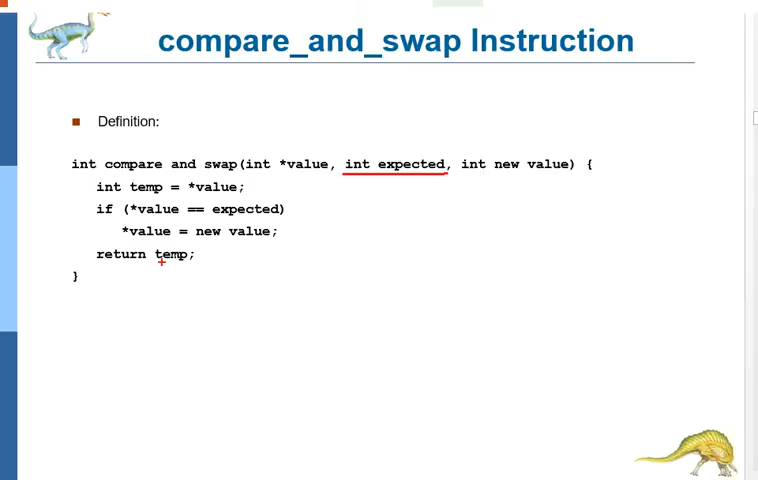 compare_and_swap Instruction
Definition:
int compare and swap(int *value, int expected, int new value) {
int temp = *value;
if (*value == expected)
*value = new value;
return temp;
}